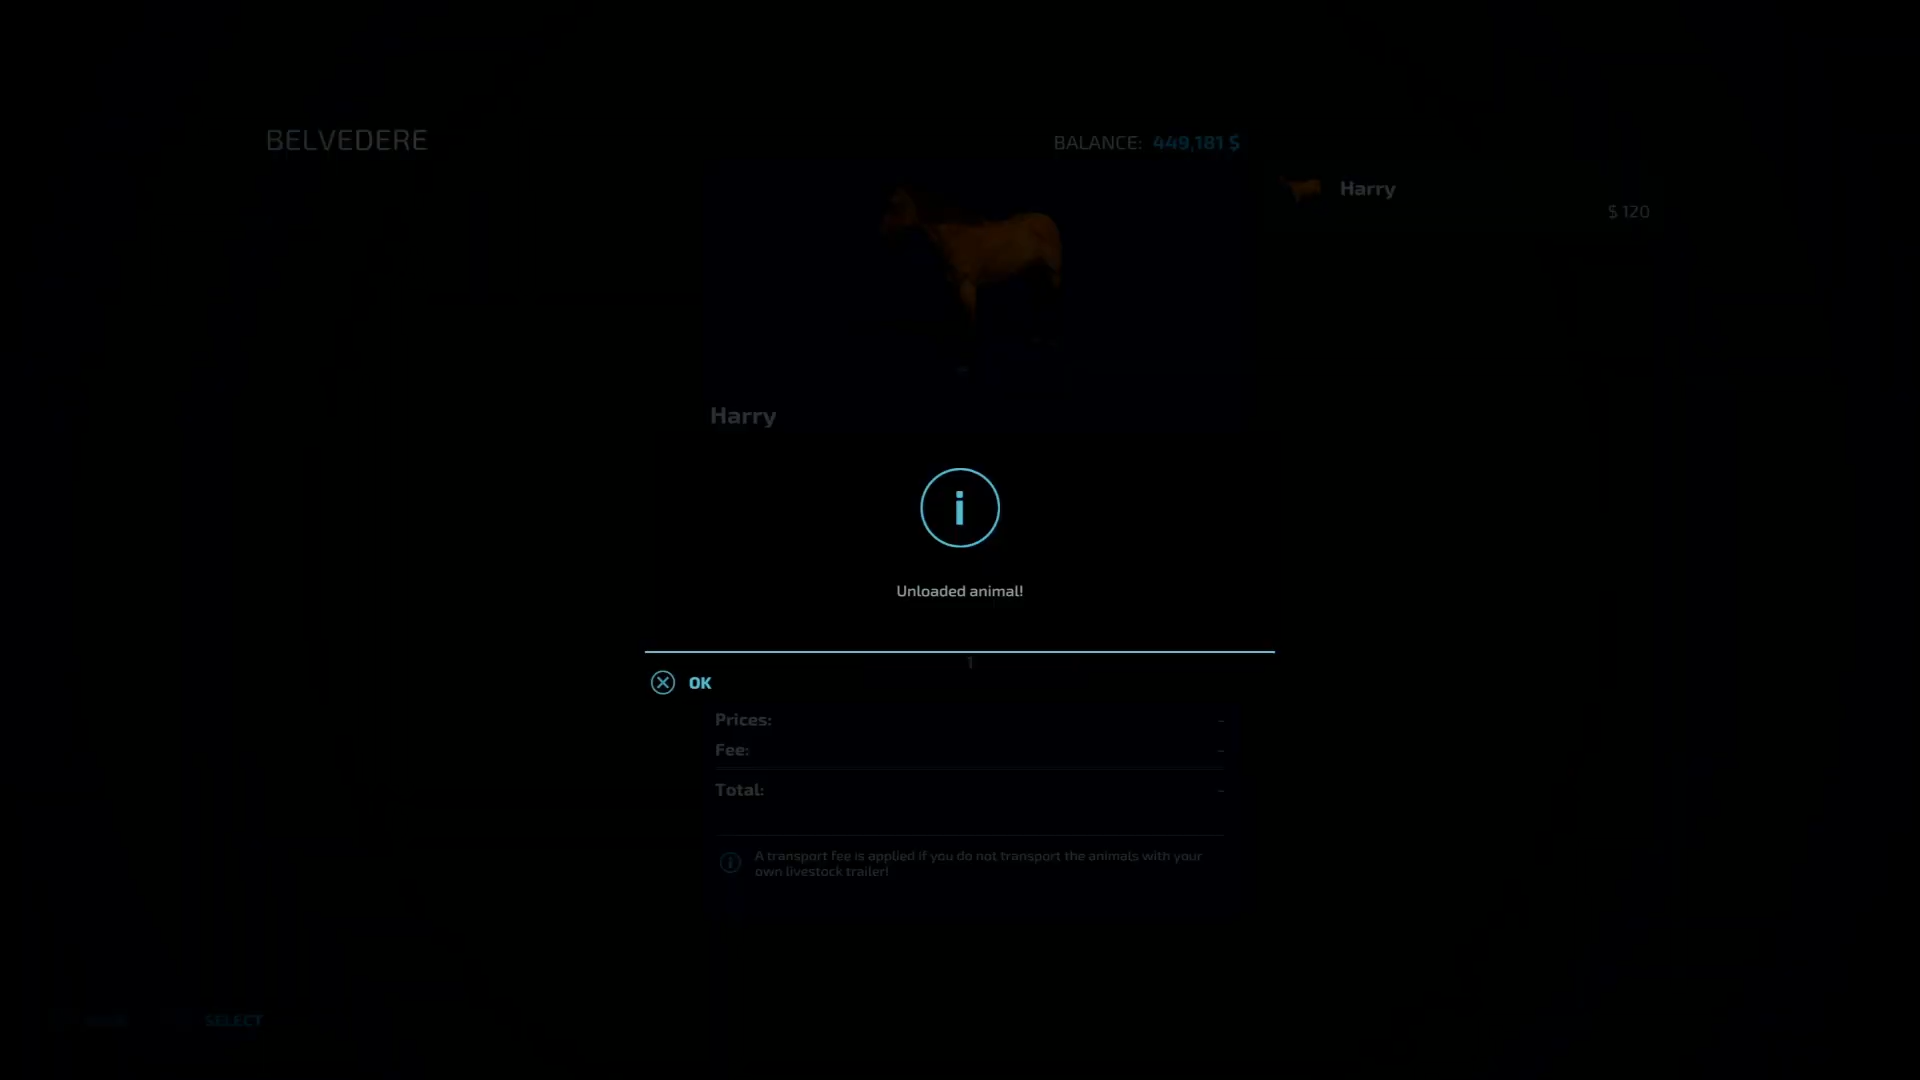 BELVEDERE
BALANCE: 449,181 $
Harry
$ 120
Harry
i
Unloaded animal!
1
OK
Prices: -
Fee: -
Total: -
A transport fee is applied if you do not transport the animals with your
own livestock trailer!
SELECT